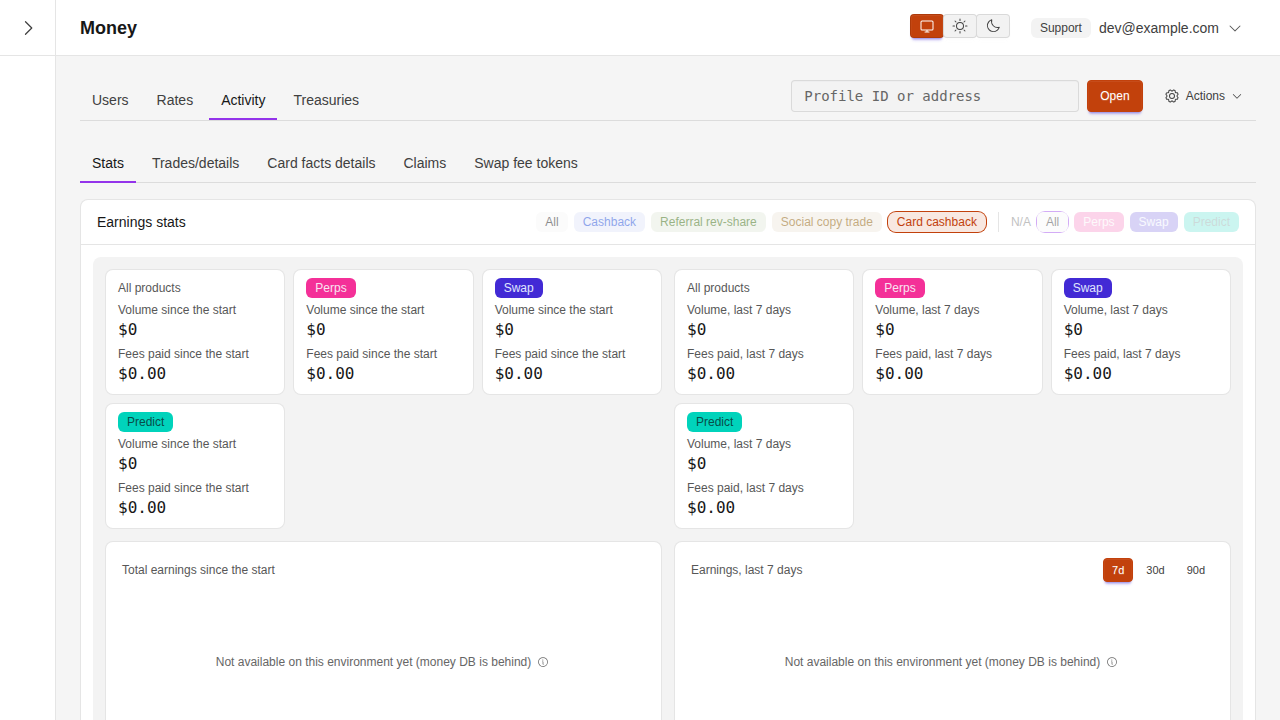 Money
Support
dev@example.com
Users
Rates
Activity
Treasuries
Profile ID or address
Open
Actions
Stats
Trades/details
Card facts details
Claims
Swap fee tokens
Earnings stats
All
Cashback
Referral rev-share
Social copy trade
Card cashback
N/A
All
Perps
Swap
Predict
All products
Volume since the start
$0
Fees paid since the start
$0.00
Perps
Volume since the start
$0
Fees paid since the start
$0.00
Swap
Volume since the start
$0
Fees paid since the start
$0.00
All products
Volume, last 7 days
$0
Fees paid, last 7 days
$0.00
Perps
Volume, last 7 days
$0
Fees paid, last 7 days
$0.00
Swap
Volume, last 7 days
$0
Fees paid, last 7 days
$0.00
Predict
Volume since the start
$0
Fees paid since the start
$0.00
Predict
Volume, last 7 days
$0
Fees paid, last 7 days
$0.00
Total earnings since the start
Not available on this environment yet (money DB is behind)
Earnings, last 7 days
7d
30d
90d
Not available on this environment yet (money DB is behind)